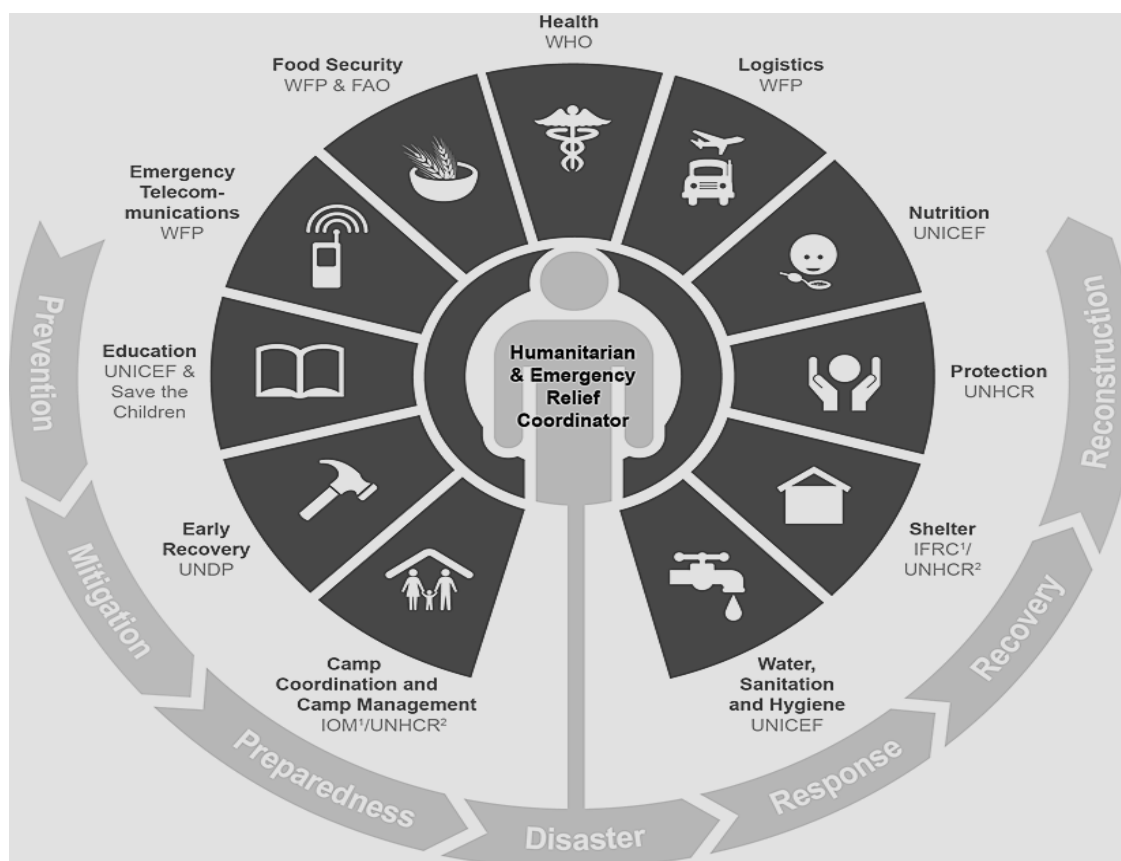 Health
WHO
Logistics
WFP
Nutrition
UNICEF
Protection
UNHCR
Shelter
IFRC¹/
UNHCR²
Water,
Sanitation
and Hygiene
UNICEF
Camp
Coordination and
Camp Management
IOM¹/UNHCR²
Early
Recovery
UNDP
Education
UNICEF &
Save the
Children
Emergency
Telecom-
munications
WFP
Food Security
WFP & FAO
Humanitarian
& Emergency
Relief
Coordinator
Prevention
Mitigation
Preparedness
Disaster
Response
Recovery
Reconstruction